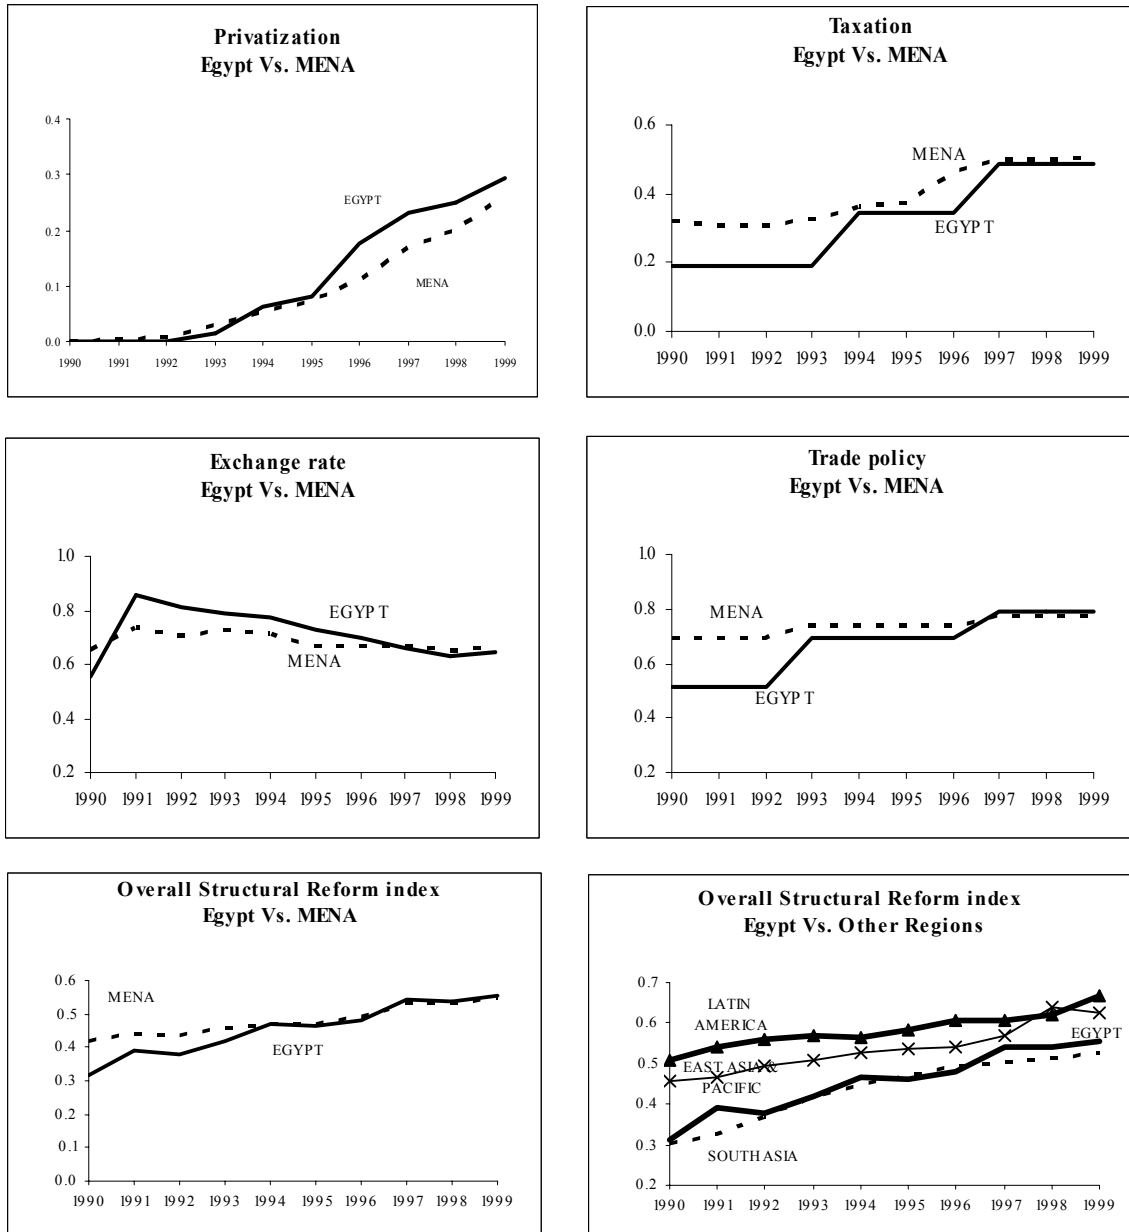 Privatization
Egypt Vs. MENA
0.4
0.3
0.2
0.1
0.0
EGYPT
MENA
1990 1991 1992 1993 1994 1995 1996 1997 1998 1999
Taxation
Egypt Vs. MENA
0.6
0.4
0.2
0.0
MENA
EGYPT
1990 1991 1992 1993 1994 1995 1996 1997 1998 1999
Exchange rate
Egypt Vs. MENA
1.0
0.8
0.6
0.4
0.2
EGYPT
MENA
1990 1991 1992 1993 1994 1995 1996 1997 1998 1999
Trade policy
Egypt Vs. MENA
1.0
0.8
0.6
0.4
0.2
MENA
EGYPT
1990 1991 1992 1993 1994 1995 1996 1997 1998 1999
Overall Structural Reform index
Egypt Vs. MENA
0.6
0.5
0.4
0.3
0.2
0.1
0.0
MENA
EGYPT
1990 1991 1992 1993 1994 1995 1996 1997 1998 1999
Overall Structural Reform index
Egypt Vs. Other Regions
0.7
0.6
0.5
0.4
0.3
0.2
LATIN
AMERICA
EGYPT
EAST ASIA &
PACIFIC
SOUTH ASIA
1990 1991 1992 1993 1994 1995 1996 1997 1998 1999